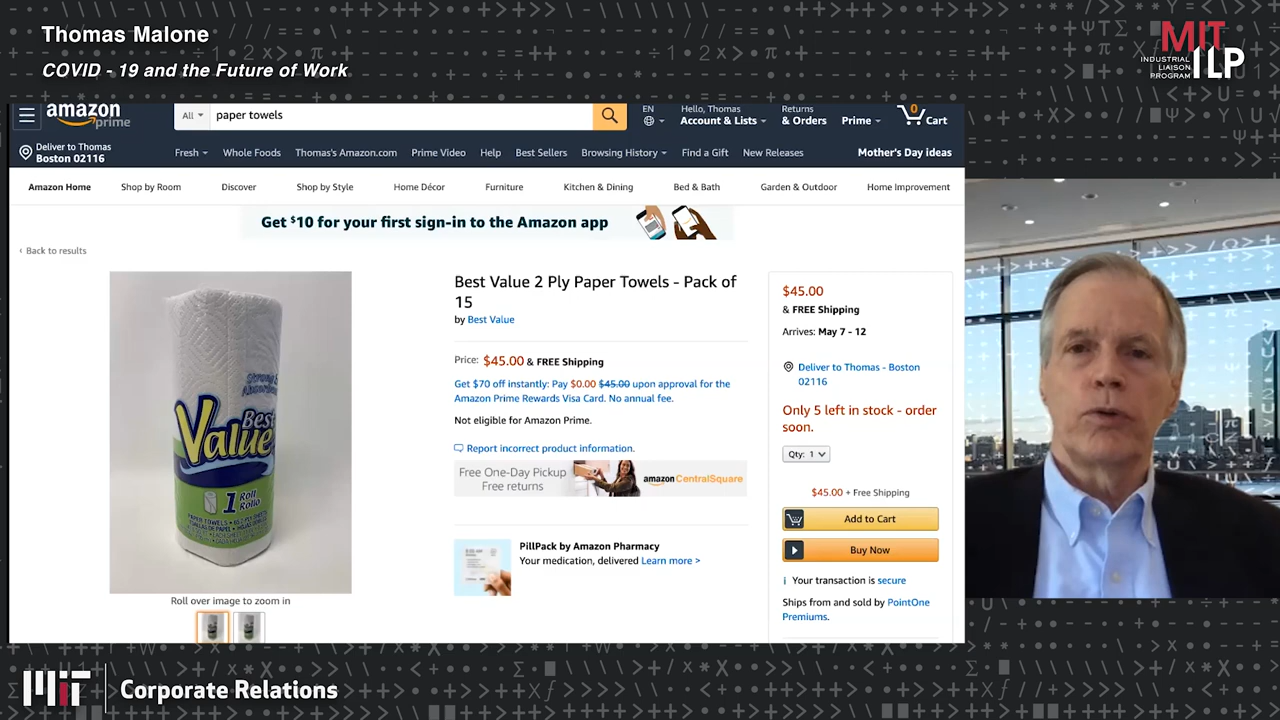 Thomas Malone
COVID - 19 and the Future of Work
MIT
INDUSTRIAL
LIAISON
PROGRAM
ILP
amazon
prime
All
paper towels
EN
Hello, Thomas
Account & Lists
Returns
& Orders
Prime
0
Cart
Deliver to Thomas
Boston 02116
Fresh
Whole Foods
Thomas's Amazon.com
Prime Video
Help
Best Sellers
Browsing History
Find a Gift
New Releases
Mother's Day ideas
Amazon Home
Shop by Room
Discover
Shop by Style
Home Décor
Furniture
Kitchen & Dining
Bed & Bath
Garden & Outdoor
Home Improvement
Get $10 for your first sign-in to the Amazon app
‹ Back to results
Strong &
Absorbent
Best
Value
1 Roll
Rollo
PAPER TOWELS
Roll over image to zoom in
Best Value 2 Ply Paper Towels - Pack of
15
by Best Value
Price: $45.00 & FREE Shipping
Get $70 off instantly: Pay $0.00 $45.00 upon approval for the
Amazon Prime Rewards Visa Card. No annual fee.
Not eligible for Amazon Prime.
Report incorrect product information.
Free One-Day Pickup
Free returns
amazon CentralSquare
PillPack by Amazon Pharmacy
Your medication, delivered Learn more >
$45.00
& FREE Shipping
Arrives: May 7 - 12
Deliver to Thomas - Boston
02116
Only 5 left in stock - order
soon.
Qty: 1
$45.00 + Free Shipping
Add to Cart
Buy Now
Your transaction is secure
Ships from and sold by PointOne
Premiums.
MIT
Corporate Relations